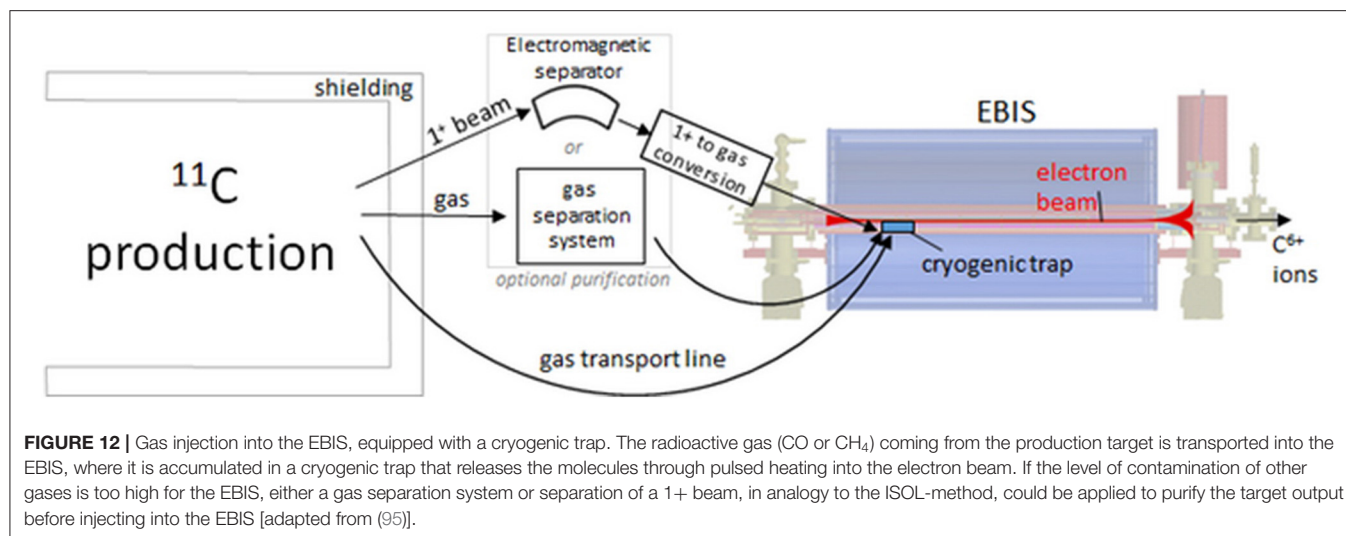 Electromagnetic
separator
shielding
1⁺ beam
or
1+ to gas
conversion
EBIS
¹¹C
production
gas
gas
separation
system
optional purification
electron
beam
cryogenic trap
C⁶⁺
ions
gas transport line
FIGURE 12 | Gas injection into the EBIS, equipped with a cryogenic trap. The radioactive gas (CO or CH₄) coming from the production target is transported into the
EBIS, where it is accumulated in a cryogenic trap that releases the molecules through pulsed heating into the electron beam. If the level of contamination of other
gases is too high for the EBIS, either a gas separation system or separation of a 1+ beam, in analogy to the ISOL-method, could be applied to purify the target output
before injecting into the EBIS [adapted from (95)].